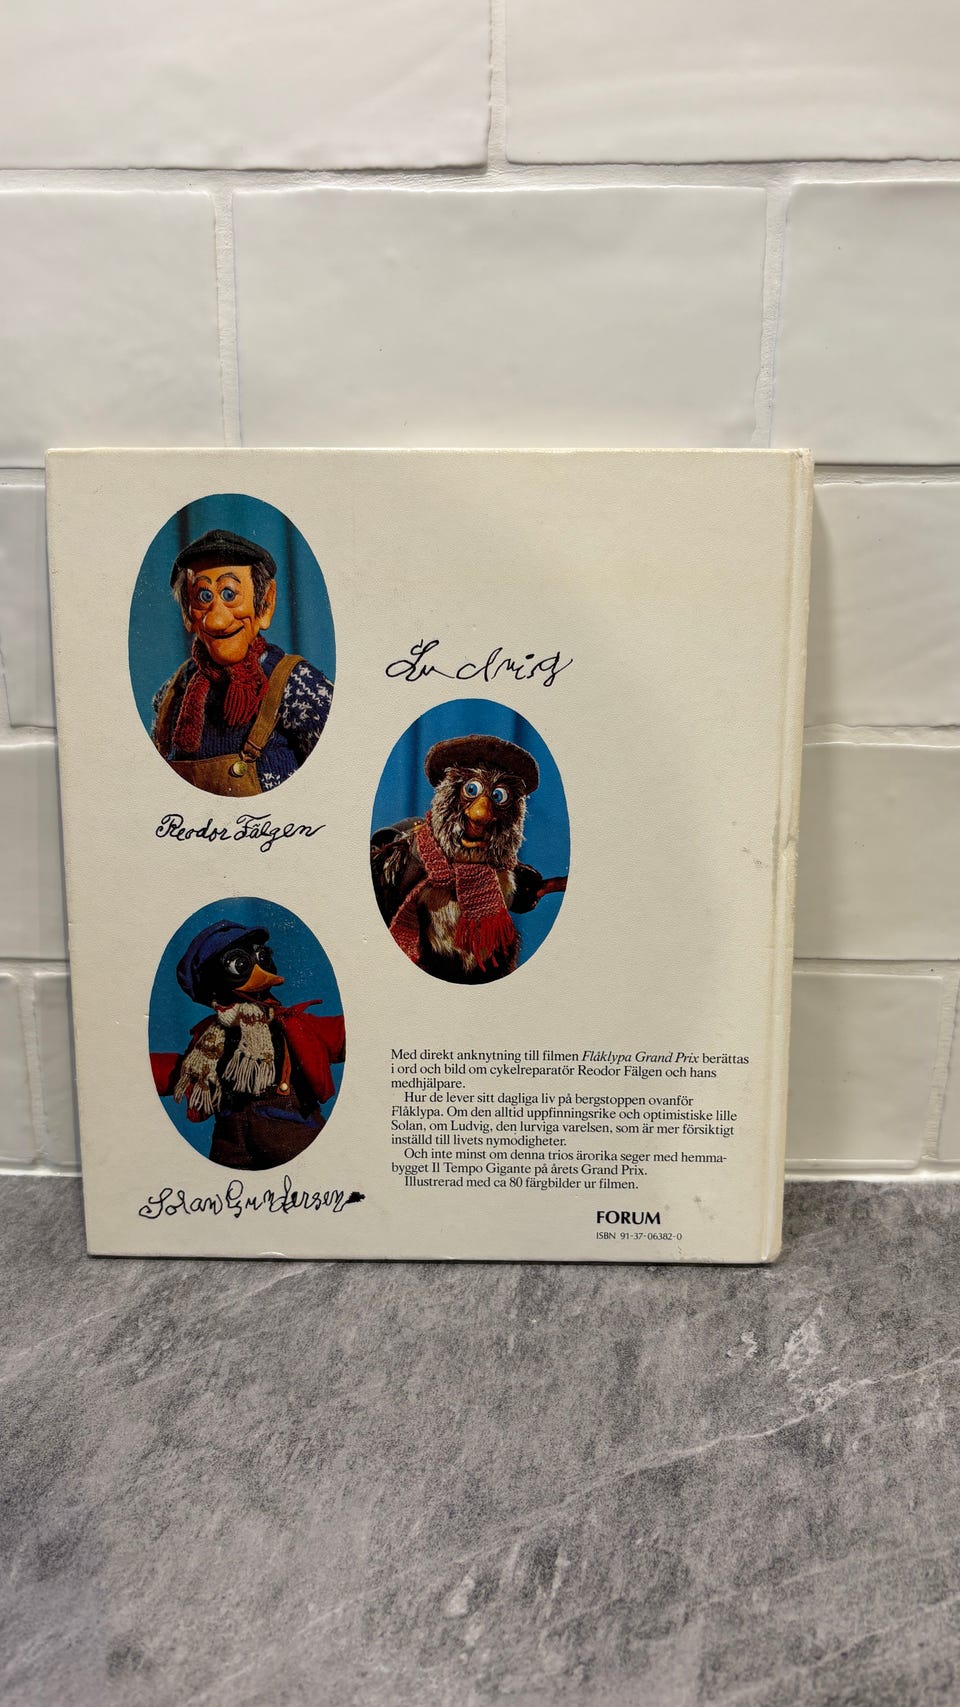 Ludvig
Reodor Fälgen
Solan Gundersen
Med direkt anknytning till filmen Flåklypa Grand Prix berättas
i ord och bild om cykelreparatör Reodor Fälgen och hans
medhjälpare.
Hur de lever sitt dagliga liv på bergstoppen ovanför
Flåklypa. Om den alltid uppfinningsrike och optimistiske lille
Solan, om Ludvig, den lurviga varelsen, som är mer försiktigt
inställd till livets nymodigheter.
Och inte minst om denna trios ärorika seger med hemma-
bygget Il Tempo Gigante på årets Grand Prix.
Illustrerad med ca 80 färgbilder ur filmen.
FORUM
ISBN 91-37-06382-0